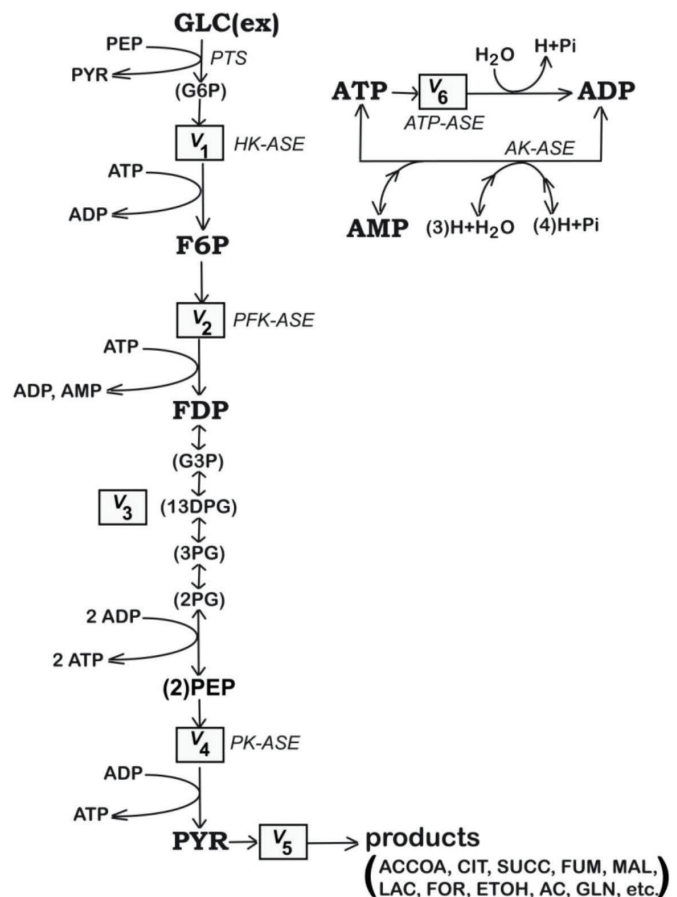 GLC(ex)
PEP
PTS
PYR
(G6P)
V1
HK-ASE
ATP
ADP
F6P
V2
PFK-ASE
ATP
ADP, AMP
FDP
(G3P)
V3
(13DPG)
(3PG)
(2PG)
2 ADP
2 ATP
(2)PEP
V4
PK-ASE
ADP
ATP
PYR
V5
products
(ACCOA, CIT, SUCC, FUM, MAL,
LAC, FOR, ETOH, AC, GLN, etc.)
H2O
H+Pi
ATP
V6
ADP
ATP-ASE
AK-ASE
AMP
(3)H+H2O
(4)H+Pi